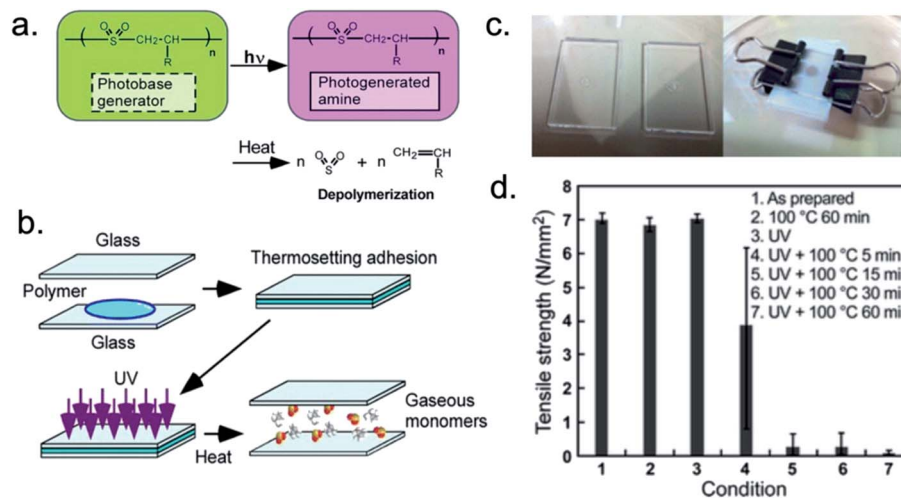 a.
O O
S
CH₂-CH
R
n
Photobase
generator
hν
O O
S
CH₂-CH
R
n
Photogenerated
amine
Heat
n
O O
S
+ n
CH₂=CH
R
Depolymerization
b.
Glass
Polymer
Glass
Thermosetting adhesion
UV
Heat
Gaseous
monomers
c.
d.
Tensile strength (N/mm²)
8
7
6
5
4
3
2
1
0
1. As prepared
2. 100 °C 60 min
3. UV
4. UV + 100 °C 5 min
5. UV + 100 °C 15 mi
6. UV + 100 °C 30 mi
7. UV + 100 °C 60 mi
1 2 3 4 5 6 7
Condition